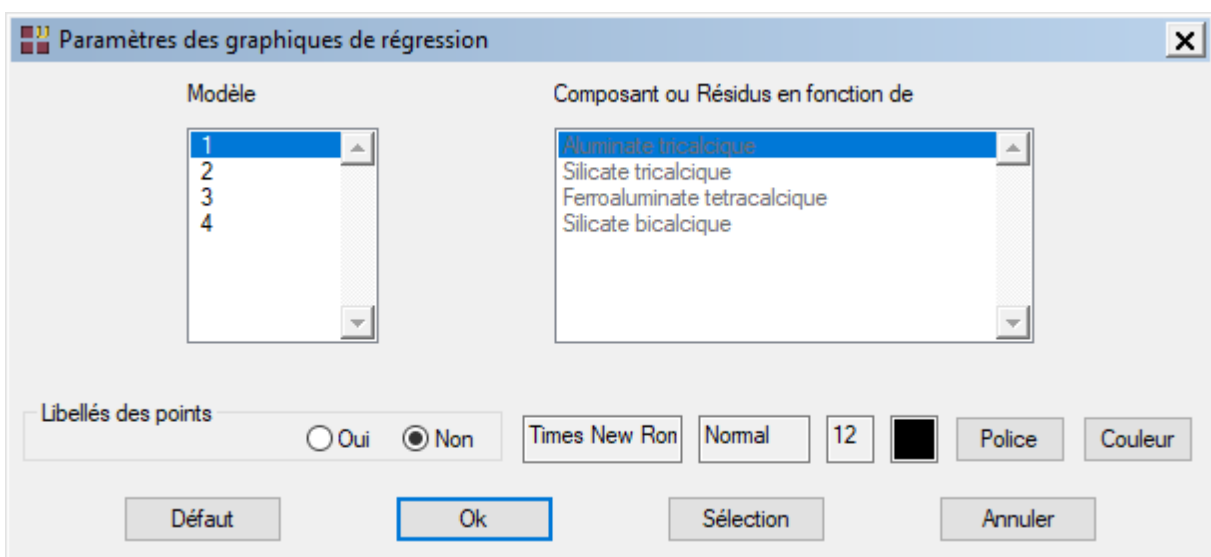 Paramètres des graphiques de régression
Modèle
Composant ou Résidus en fonction de
1
2
3
4
Aluminate tricalcique
Silicate tricalcique
Ferroaluminate tetracalcique
Silicate bicalcique
Libellés des points
Oui
Non
Times New Rom
Normal
12
Police
Couleur
Défaut
Ok
Sélection
Annuler